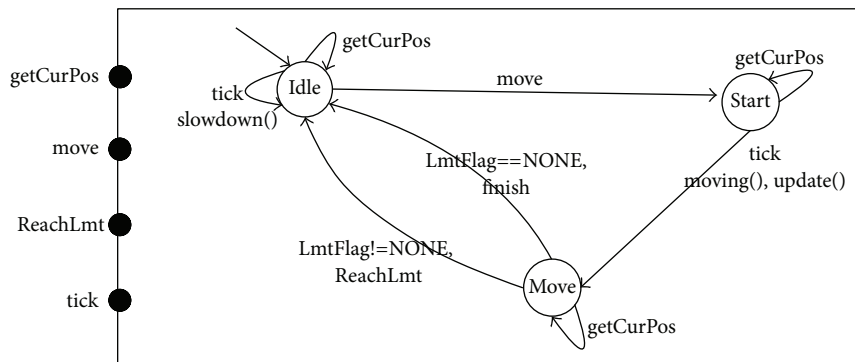 getCurPos
move
ReachLmt
tick
getCurPos
Idle
tick
slowdown()
move
getCurPos
Start
tick
moving(), update()
LmtFlag==NONE,
finish
LmtFlag!=NONE,
ReachLmt
Move
getCurPos